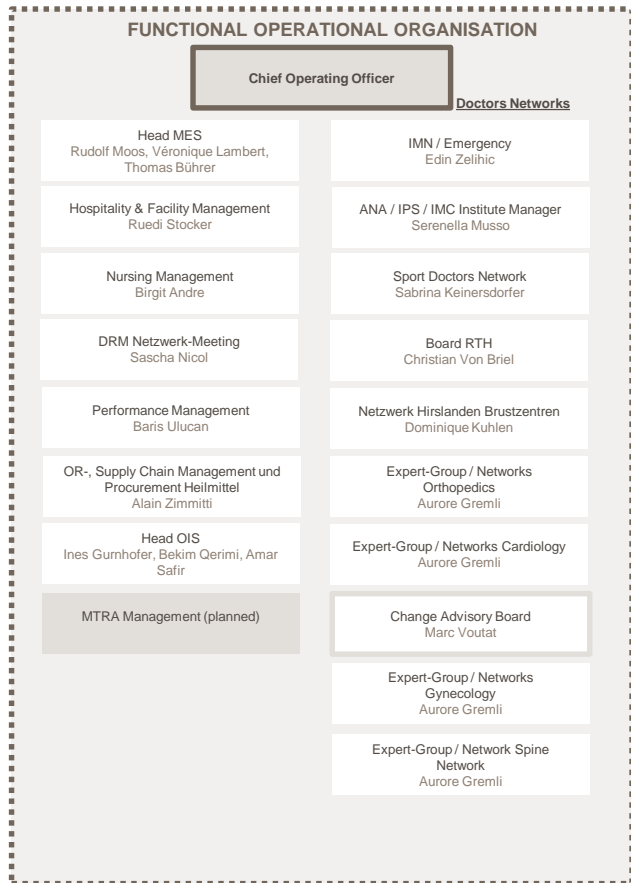 FUNCTIONAL OPERATIONAL ORGANISATION
Chief Operating Officer
Head MES
Rudolf Moos, Véronique Lambert,
Thomas Bührer
Hospitality & Facility Management
Ruedi Stocker
Nursing Management
Birgit Andre
DRM Netzwerk-Meeting
Sascha Nicol
Performance Management
Baris Ulucan
OR-, Supply Chain Management und
Procurement Heilmittel
Alain Zimmitti
Head OIS
Ines Gurnhofer, Bekim Qerimi, Amar
Safir
MTRA Management (planned)
Doctors Networks
IMN / Emergency
Edin Zelihic
ANA / IPS / IMC Institute Manager
Serenella Musso
Sport Doctors Network
Sabrina Keinersdorfer
Board RTH
Christian Von Briel
Netzwerk Hirslanden Brustzentren
Dominique Kuhlen
Expert-Group / Networks
Orthopedics
Aurore Gremli
Expert-Group / Networks Cardiology
Aurore Gremli
Change Advisory Board
Marc Voutat
Expert-Group / Networks
Gynecology
Aurore Gremli
Expert-Group / Network Spine
Network
Aurore Gremli